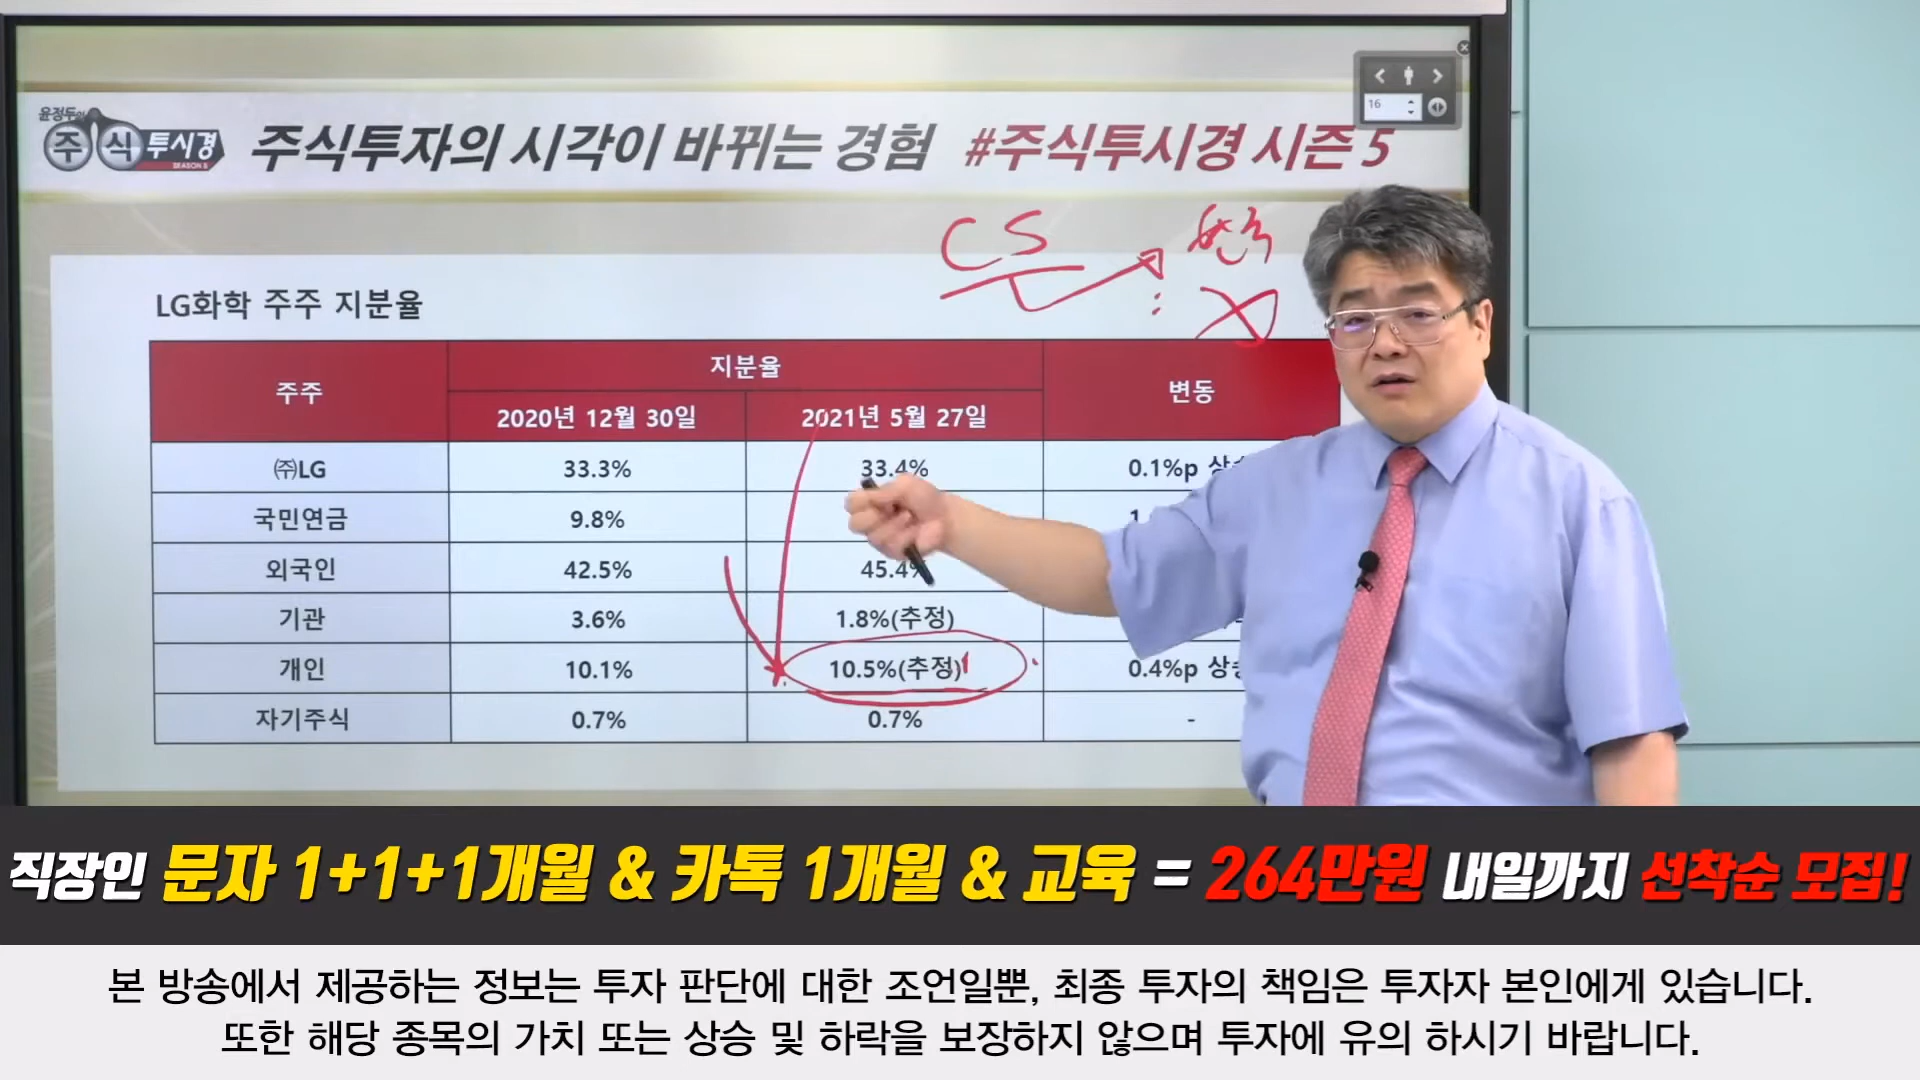 윤정두의
주식투시경
SEASON 5
주식투자의 시각이 바뀌는 경험 #주식투시경 시즌 5
16
CS
LG화학 주주 지분율
주주 지분율 변동
2020년 12월 30일 2021년 5월 27일
㈜LG 33.3% 33.4% 0.1%p
국민연금 9.8%
외국인 42.5% 45.4%
기관 3.6% 1.8%(추정)
개인 10.1% 10.5%(추정) 0.4%p
자기주식 0.7% 0.7% -
직장인 문자 1+1+1개월 & 카톡 1개월 & 교육 = 264만원 내일까지 선착순 모집!
본 방송에서 제공하는 정보는 투자 판단에 대한 조언일뿐, 최종 투자의 책임은 투자자 본인에게 있습니다.
또한 해당 종목의 가치 또는 상승 및 하락을 보장하지 않으며 투자에 유의 하시기 바랍니다.